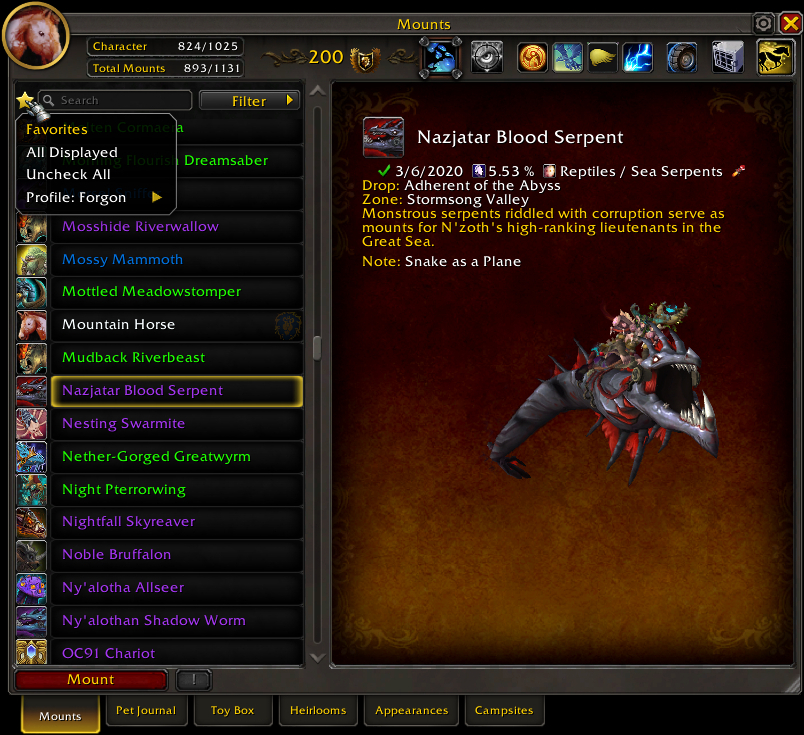 Mounts
Character 824/1025
Total Mounts 893/1131
200
Search
Filter
Favorites
All Displayed
Uncheck All
Profile: Forgon
Dreamsaber
Mosshide Riverwallow
Mossy Mammoth
Mottled Meadowstomper
Mountain Horse
Mudback Riverbeast
Nazjatar Blood Serpent
Nesting Swarmite
Nether-Gorged Greatwyrm
Night Pterrorwing
Nightfall Skyreaver
Noble Bruffalon
Ny'alotha Allseer
Ny'alothan Shadow Worm
OC91 Chariot
Nazjatar Blood Serpent
3/6/2020 5.53 % Reptiles / Sea Serpents
Drop: Adherent of the Abyss
Zone: Stormsong Valley
Monstrous serpents riddled with corruption serve as
mounts for N'zoth's high-ranking lieutenants in the
Great Sea.
Note: Snake as a Plane
Mount
!
Mounts
Pet Journal
Toy Box
Heirlooms
Appearances
Campsites